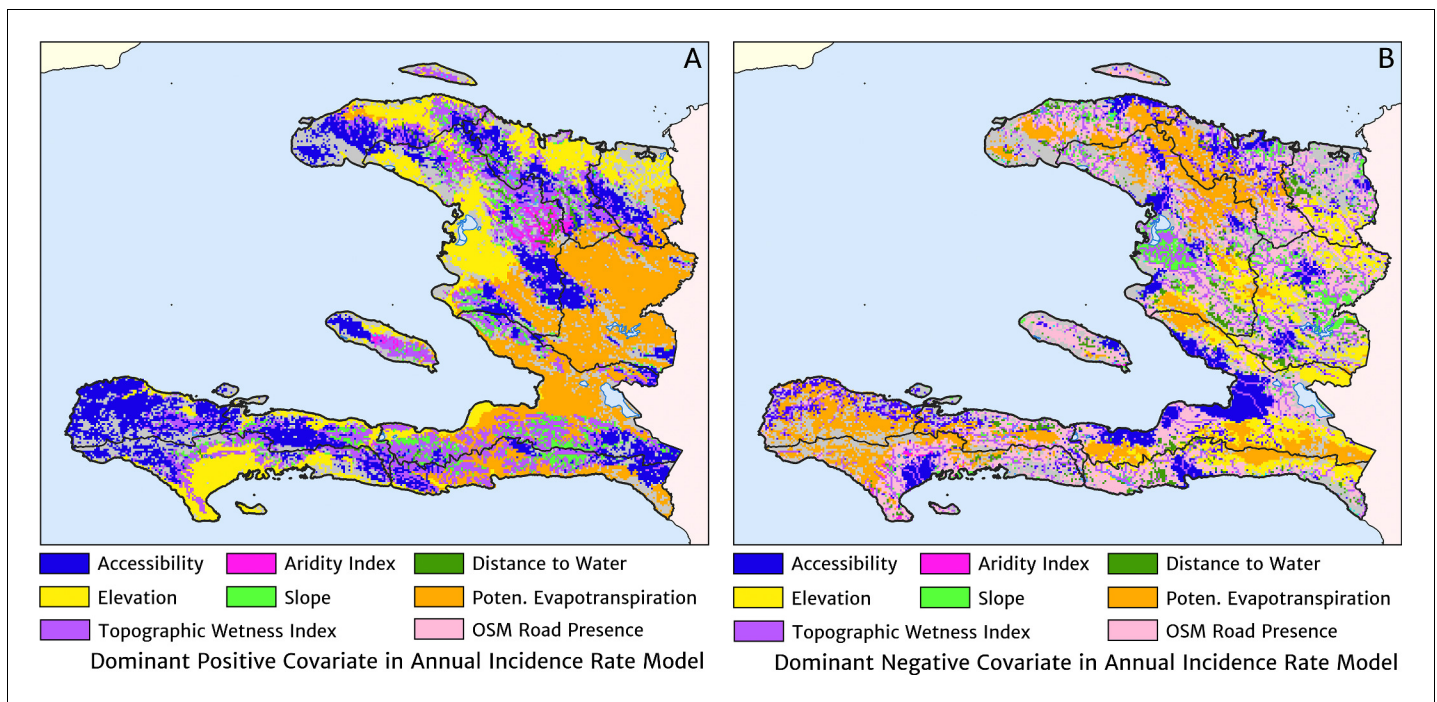 A
B
Accessibility Aridity Index Distance to Water
Elevation Slope Poten. Evapotranspiration
Topographic Wetness Index OSM Road Presence
Dominant Positive Covariate in Annual Incidence Rate Model
Accessibility Aridity Index Distance to Water
Elevation Slope Poten. Evapotranspiration
Topographic Wetness Index OSM Road Presence
Dominant Negative Covariate in Annual Incidence Rate Model